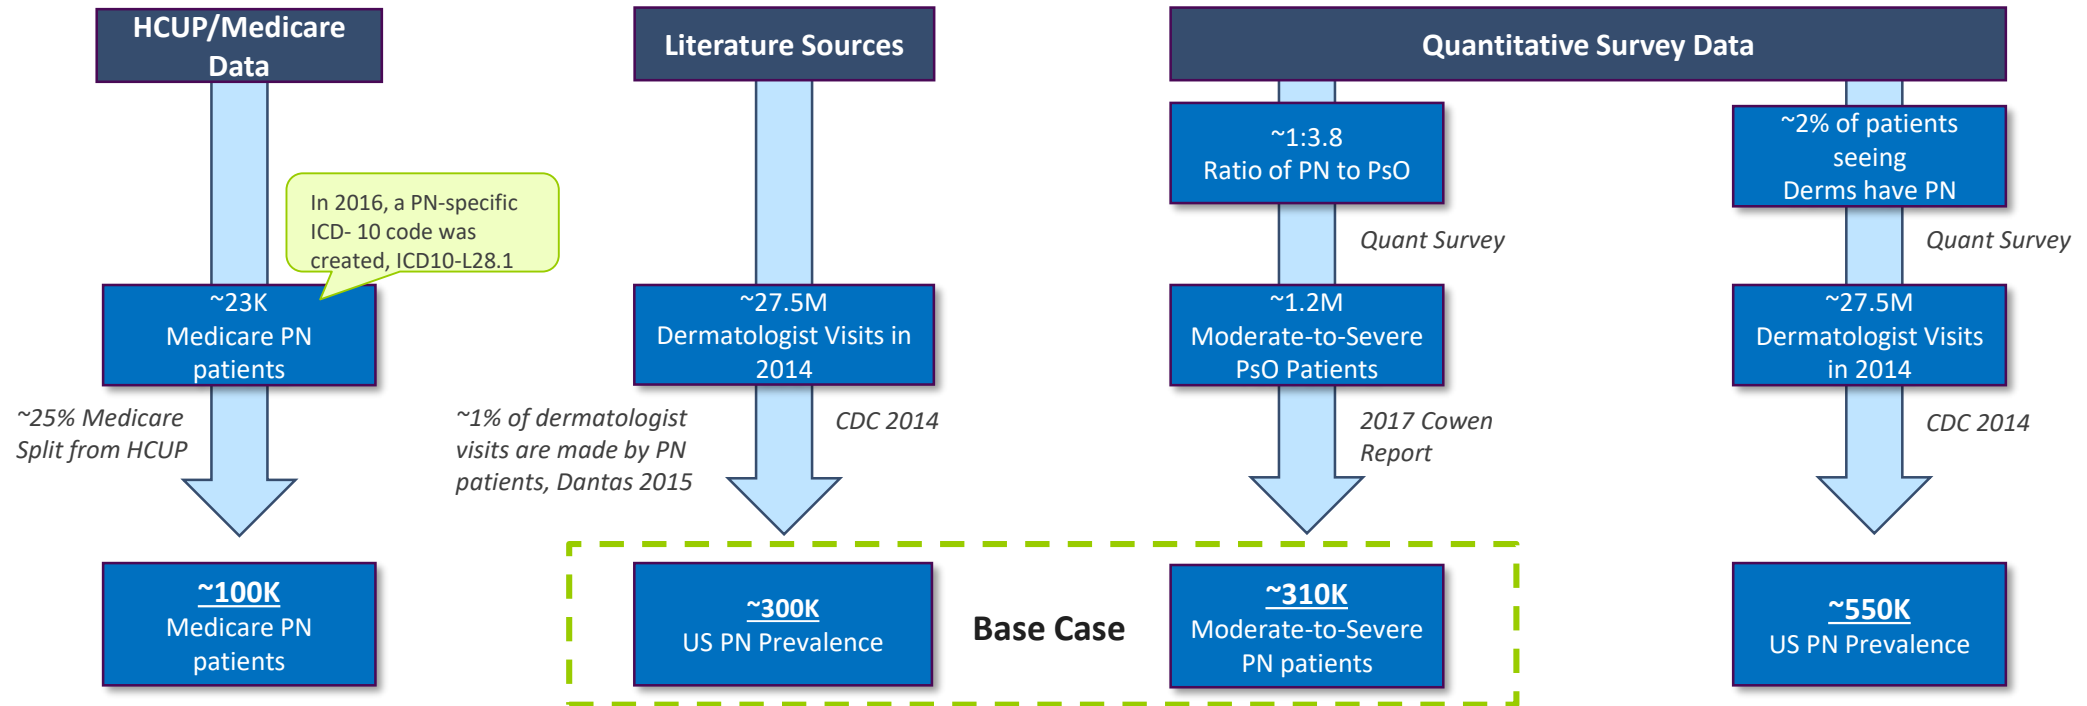 HCUP/Medicare
Data
In 2016, a PN-specific
ICD- 10 code was
created, ICD10-L28.1
~23K
Medicare PN
patients
~25% Medicare
Split from HCUP
~100K
Medicare PN
patients
Literature Sources
~27.5M
Dermatologist Visits in
2014
~1% of dermatologist
visits are made by PN
patients, Dantas 2015
CDC 2014
~300K
US PN Prevalence
Base Case
Quantitative Survey Data
~1:3.8
Ratio of PN to PsO
Quant Survey
~1.2M
Moderate-to-Severe
PsO Patients
2017 Cowen
Report
~310K
Moderate-to-Severe
PN patients
~2% of patients
seeing
Derms have PN
Quant Survey
~27.5M
Dermatologist Visits
in 2014
CDC 2014
~550K
US PN Prevalence